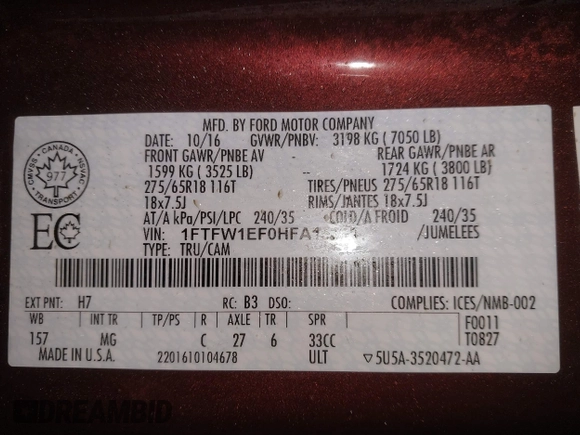 MFD. BY FORD MOTOR COMPANY
DATE: 10/16 GVWR/PNBV: 3198 KG ( 7050 LB)
FRONT GAWR/PNBE AV REAR GAWR/PNBE AR
1599 KG ( 3525 LB) 1724 KG ( 3800 LB)
275/65R18 116T TIRES/PNEUS 275/65R18 116T
18x7.5J RIMS/JANTES 18x7.5J
AT/A kPa/PSI/LPC 240/35 COLD/A FROID 240/35
VIN: 1FTFW1EF0HFA1 /JUMELEES
TYPE: TRU/CAM
CANADA
CMVSS NSVAC
977
TRANSPORT
EC
EXT PNT: H7 RC: B3 DSO: COMPLIES: ICES/NMB-002
WB INT TR TP/PS R AXLE TR SPR F0011
157 MG C 27 6 33CC T0827
MADE IN U.S.A. 2201610104678 ULT ▽5U5A-3520472-AA
DREAMBID